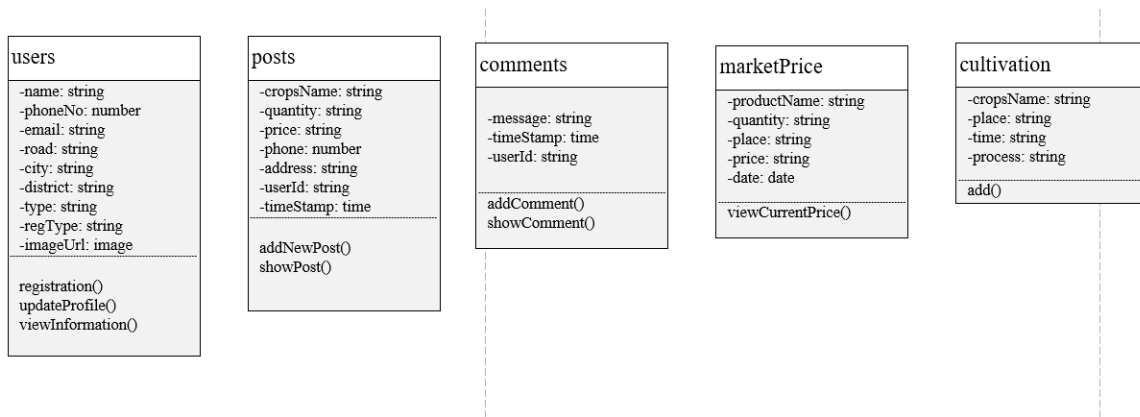 users
-name: string
-phoneNo: number
-email: string
-road: string
-city: string
-district: string
-type: string
-regType: string
-imageUrl: image
registration()
updateProfile()
viewInformation()
posts
-cropsName: string
-quantity: string
-price: string
-phone: number
-address: string
-userId: string
-timeStamp: time
addNewPost()
showPost()
comments
-message: string
-timeStamp: time
-userId: string
addComment()
showComment()
marketPrice
-productName: string
-quantity: string
-place: string
-price: string
-date: date
viewCurrentPrice()
cultivation
-cropsName: string
-place: string
-time: string
-process: string
add()